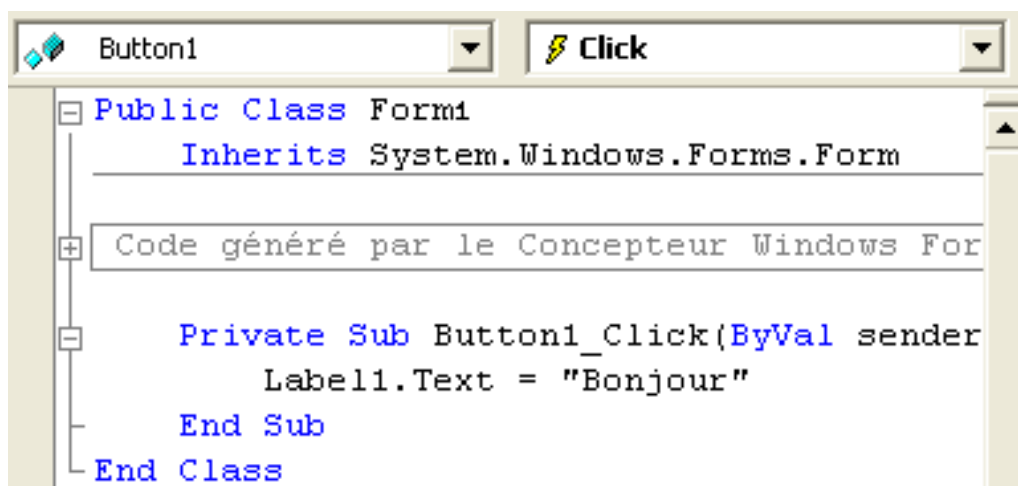 Button1 Click
Public Class Form1
Inherits System.Windows.Forms.Form
Code généré par le Concepteur Windows For
Private Sub Button1_Click(ByVal sender
Label1.Text = "Bonjour"
End Sub
End Class